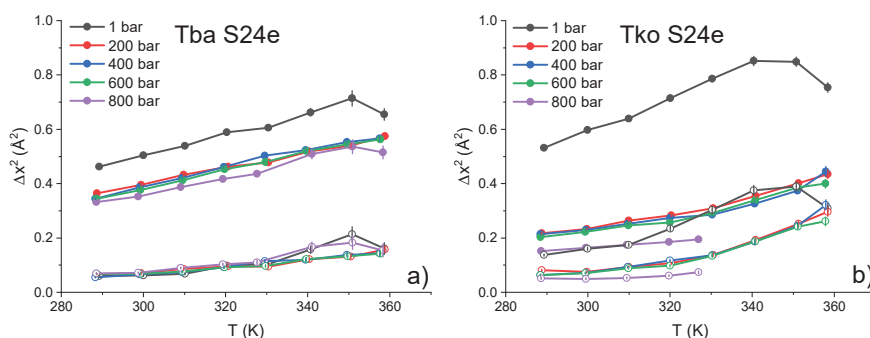 Tba S24e
1 bar
200 bar
400 bar
600 bar
800 bar
1.0
0.8
0.6
0.4
0.2
0.0
Δx² (Å²)
280 300 320 340 360
T (K)
a)
Tko S24e
1 bar
200 bar
400 bar
600 bar
800 bar
1.0
0.8
0.6
0.4
0.2
0.0
Δx² (Å²)
280 300 320 340 360
T (K)
b)